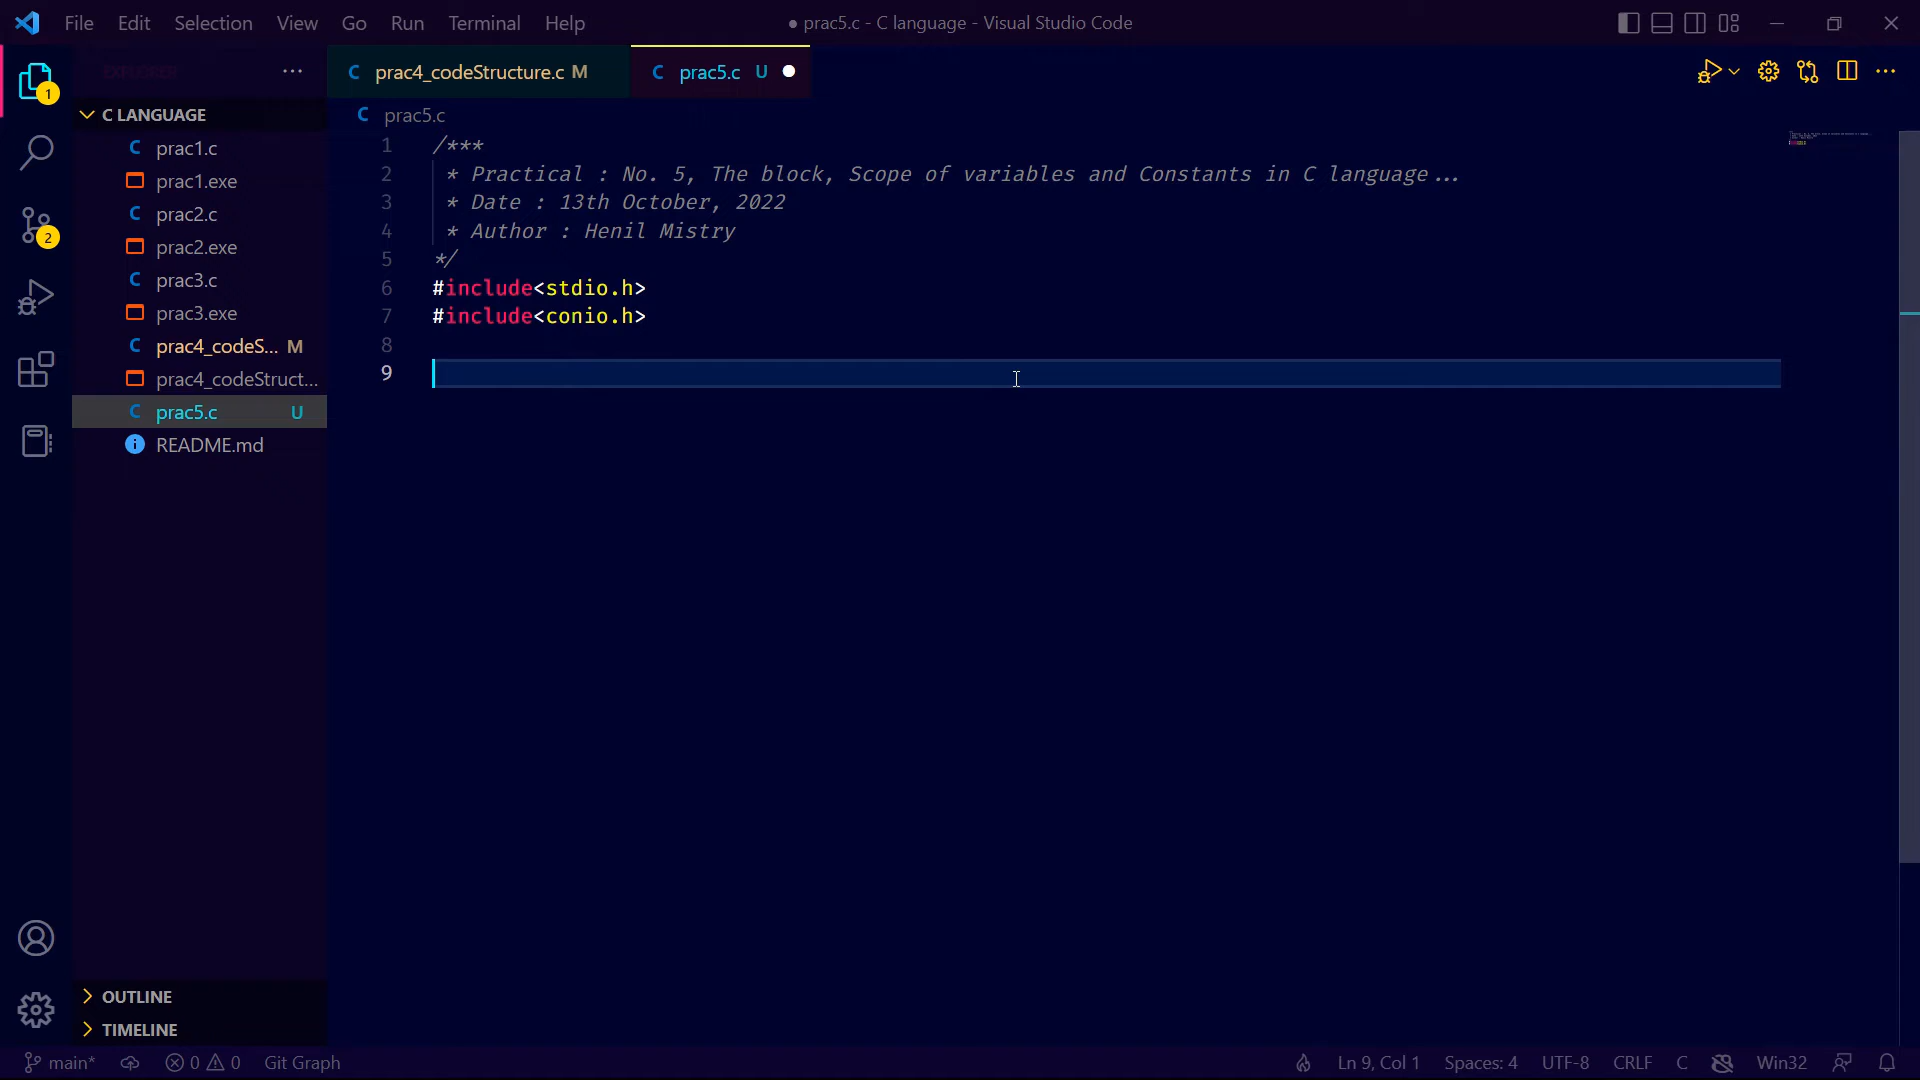 File Edit Selection View Go Run Terminal Help
● prac5.c - C language - Visual Studio Code
EXPLORER
prac4_codeStructure.c M
prac5.c U
C LANGUAGE
prac1.c
prac1.exe
prac2.c
prac2.exe
prac3.c
prac3.exe
prac4_codeS... M
prac4_codeStruct...
prac5.c U
README.md
OUTLINE
TIMELINE
1
2
C prac5.c
1 /***
2 * Practical : No. 5, The block, Scope of variables and Constants in C language...
3 * Date : 13th October, 2022
4 * Author : Henil Mistry
5 */
6 #include<stdio.h>
7 #include<conio.h>
8
9
main* 0 0 Git Graph
Ln 9, Col 1 Spaces: 4 UTF-8 CRLF C Win32